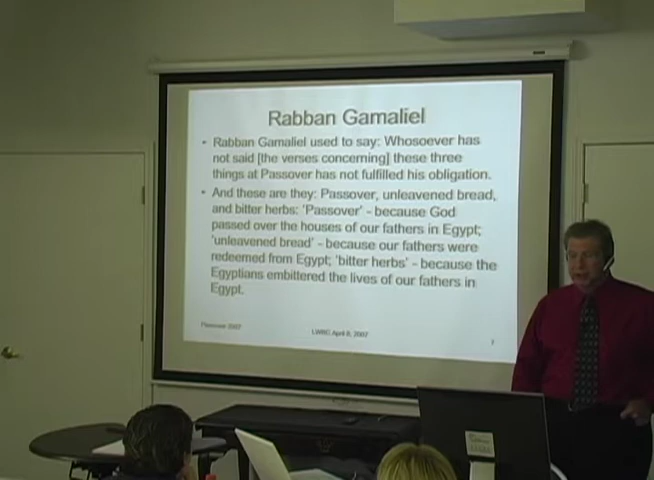 Rabban Gamaliel
• Rabban Gamaliel used to say: Whosoever has
not said [the verses concerning] these three
things at Passover has not fulfilled his obligation.
• And these are they: Passover, unleavened bread,
and bitter herbs: 'Passover' - because God
passed over the houses of our fathers in Egypt;
'unleavened bread' - because our fathers were
redeemed from Egypt; 'bitter herbs' - because the
Egyptians embittered the lives of our fathers in
Egypt.
Passover 2007
LWRC April 8, 2007